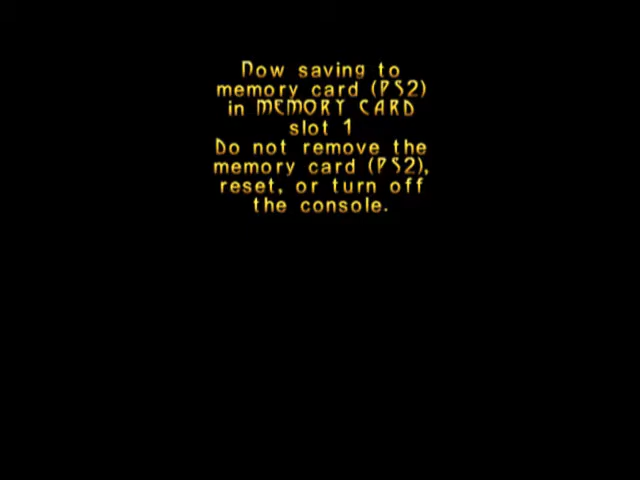 Now saving to
memory card (PS2)
in MEMORY CARD
slot 1
Do not remove the
memory card (PS2),
reset, or turn off
the console.